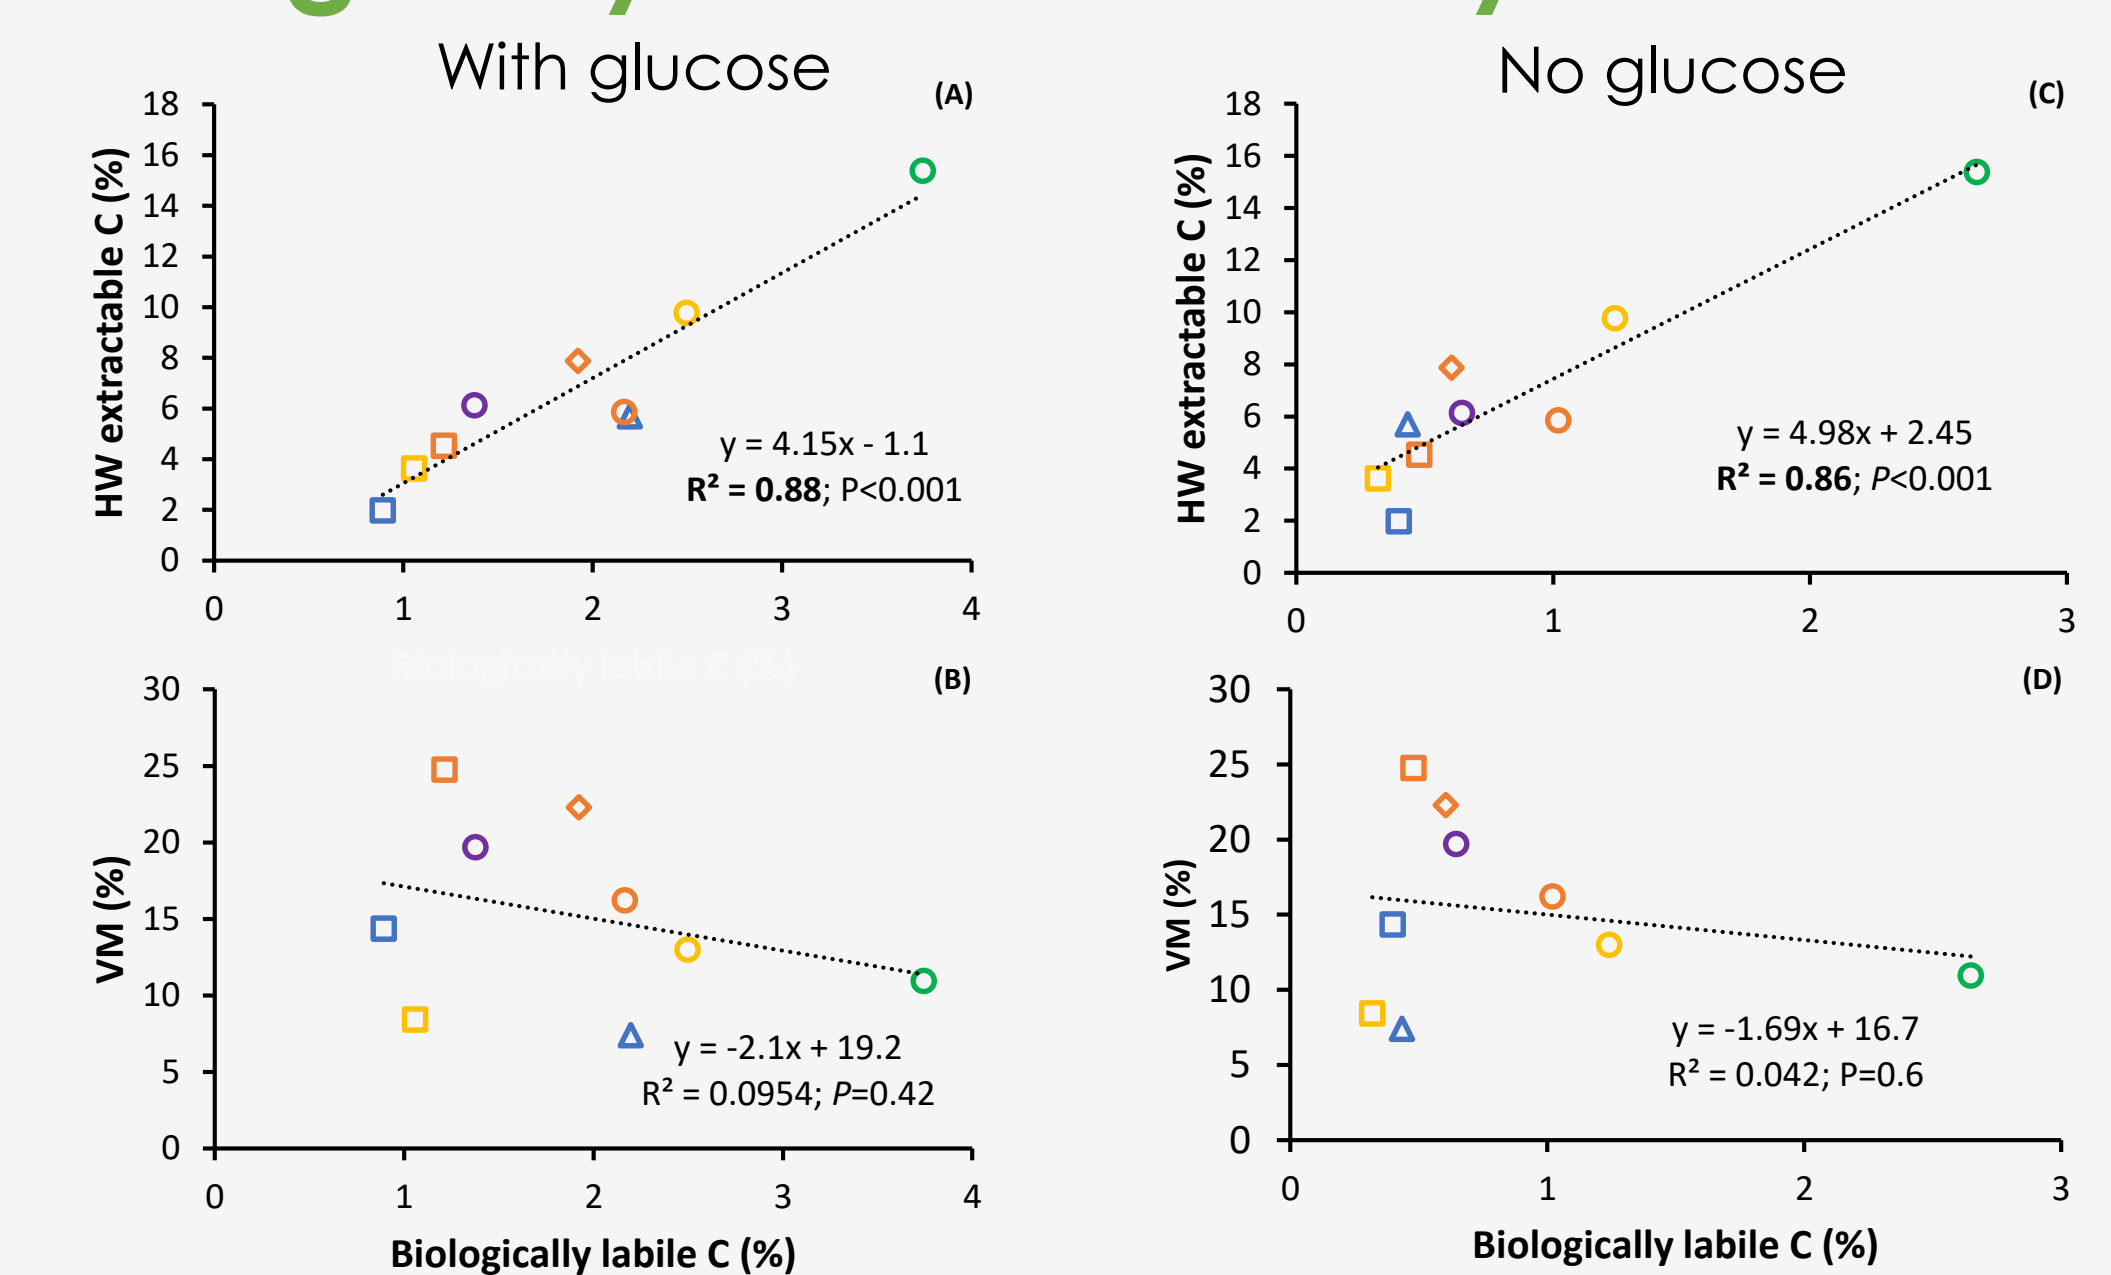 With glucose
(A)
HW extractable C (%)
18
16
14
12
10
8
6
4
2
0
y = 4.15x - 1.1
R² = 0.88; P<0.001
0 1 2 3 4
Biologically labile C (%)
No glucose
(C)
HW extractable C (%)
18
16
14
12
10
8
6
4
2
0
y = 4.98x + 2.45
R² = 0.86; P<0.001
0 1 2 3
(B)
VM (%)
30
25
20
15
10
5
0
y = -2.1x + 19.2
R² = 0.0954; P=0.42
0 1 2 3 4
Biologically labile C (%)
(D)
VM (%)
30
25
20
15
10
5
0
y = -1.69x + 16.7
R² = 0.042; P=0.6
0 1 2 3
Biologically labile C (%)